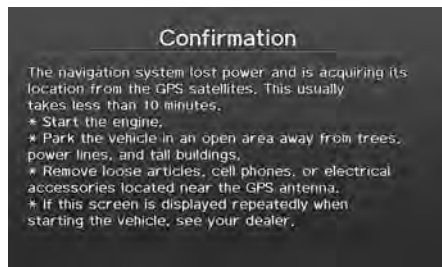 Confirmation
The navigation system lost power and is acquiring its
location from the GPS satellites. This usually
takes less than 10 minutes.
* Start the engine.
* Park the vehicle in an open area away from trees,
power lines, and tall buildings.
* Remove loose articles, cell phones, or electrical
accessories located near the GPS antenna.
* If this screen is displayed repeatedly when
starting the vehicle, see your dealer.